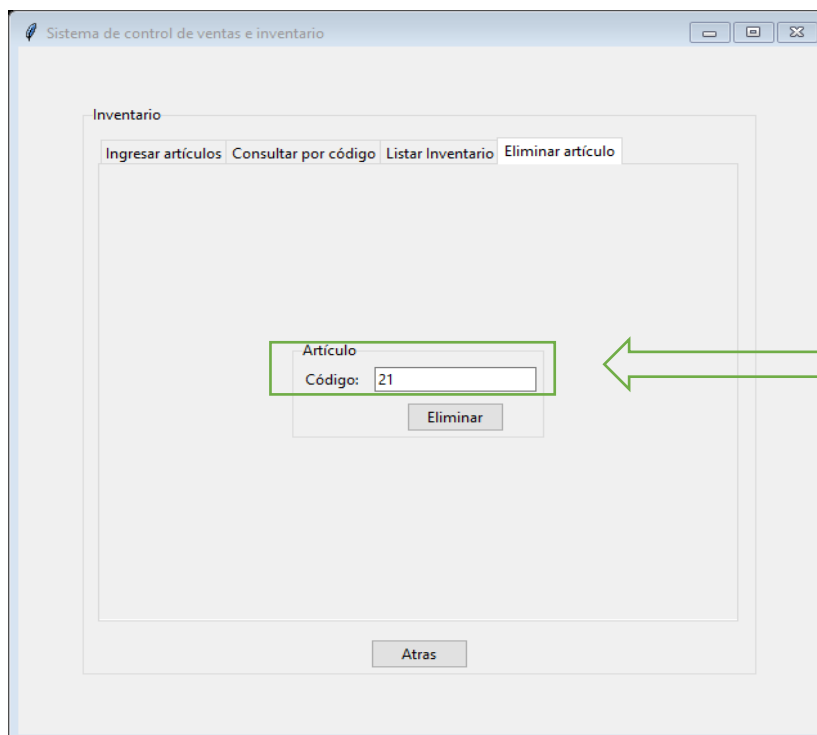 Sistema de control de ventas e inventario
Inventario
Ingresar artículos Consultar por código Listar Inventario Eliminar artículo
Artículo
Código: 21
Eliminar
Atras